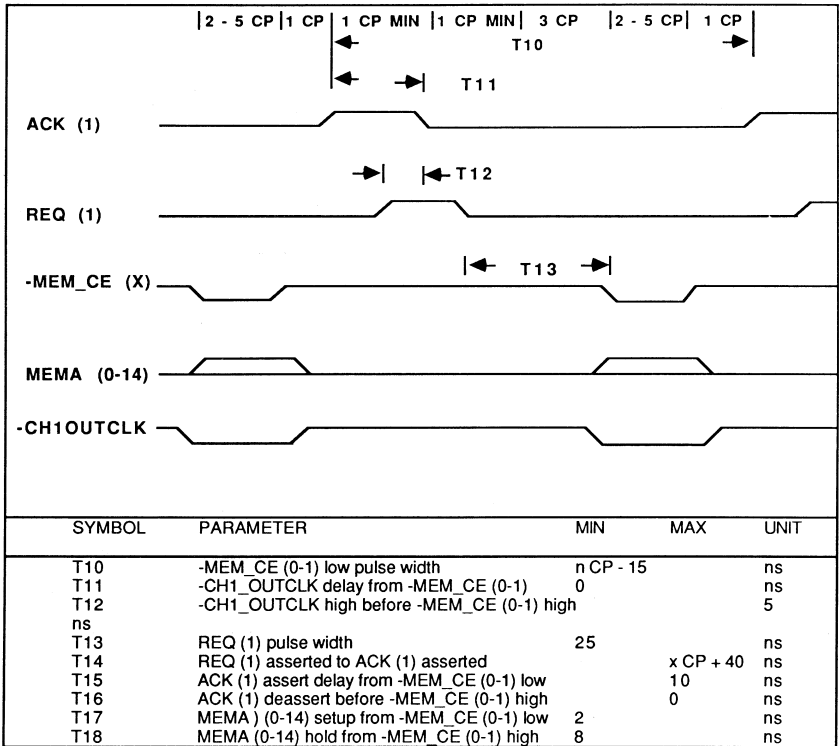 2 - 5 CP 1 CP 1 CP MIN 1 CP MIN 3 CP 2 - 5 CP 1 CP
T10
T11
ACK (1)
T12
REQ (1)
T13
-MEM_CE (X)
MEMA (0-14)
-CH1OUTCLK
SYMBOL PARAMETER MIN MAX UNIT
T10 -MEM_CE (0-1) low pulse width n CP - 15 ns
T11 -CH1_OUTCLK delay from -MEM_CE (0-1) 0 ns
T12 -CH1_OUTCLK high before -MEM_CE (0-1) high 5
ns
T13 REQ (1) pulse width 25 ns
T14 REQ (1) asserted to ACK (1) asserted x CP + 40 ns
T15 ACK (1) assert delay from -MEM_CE (0-1) low 10 ns
T16 ACK (1) deassert before -MEM_CE (0-1) high 0 ns
T17 MEMA ) (0-14) setup from -MEM_CE (0-1) low 2 ns
T18 MEMA (0-14) hold from -MEM_CE (0-1) high 8 ns